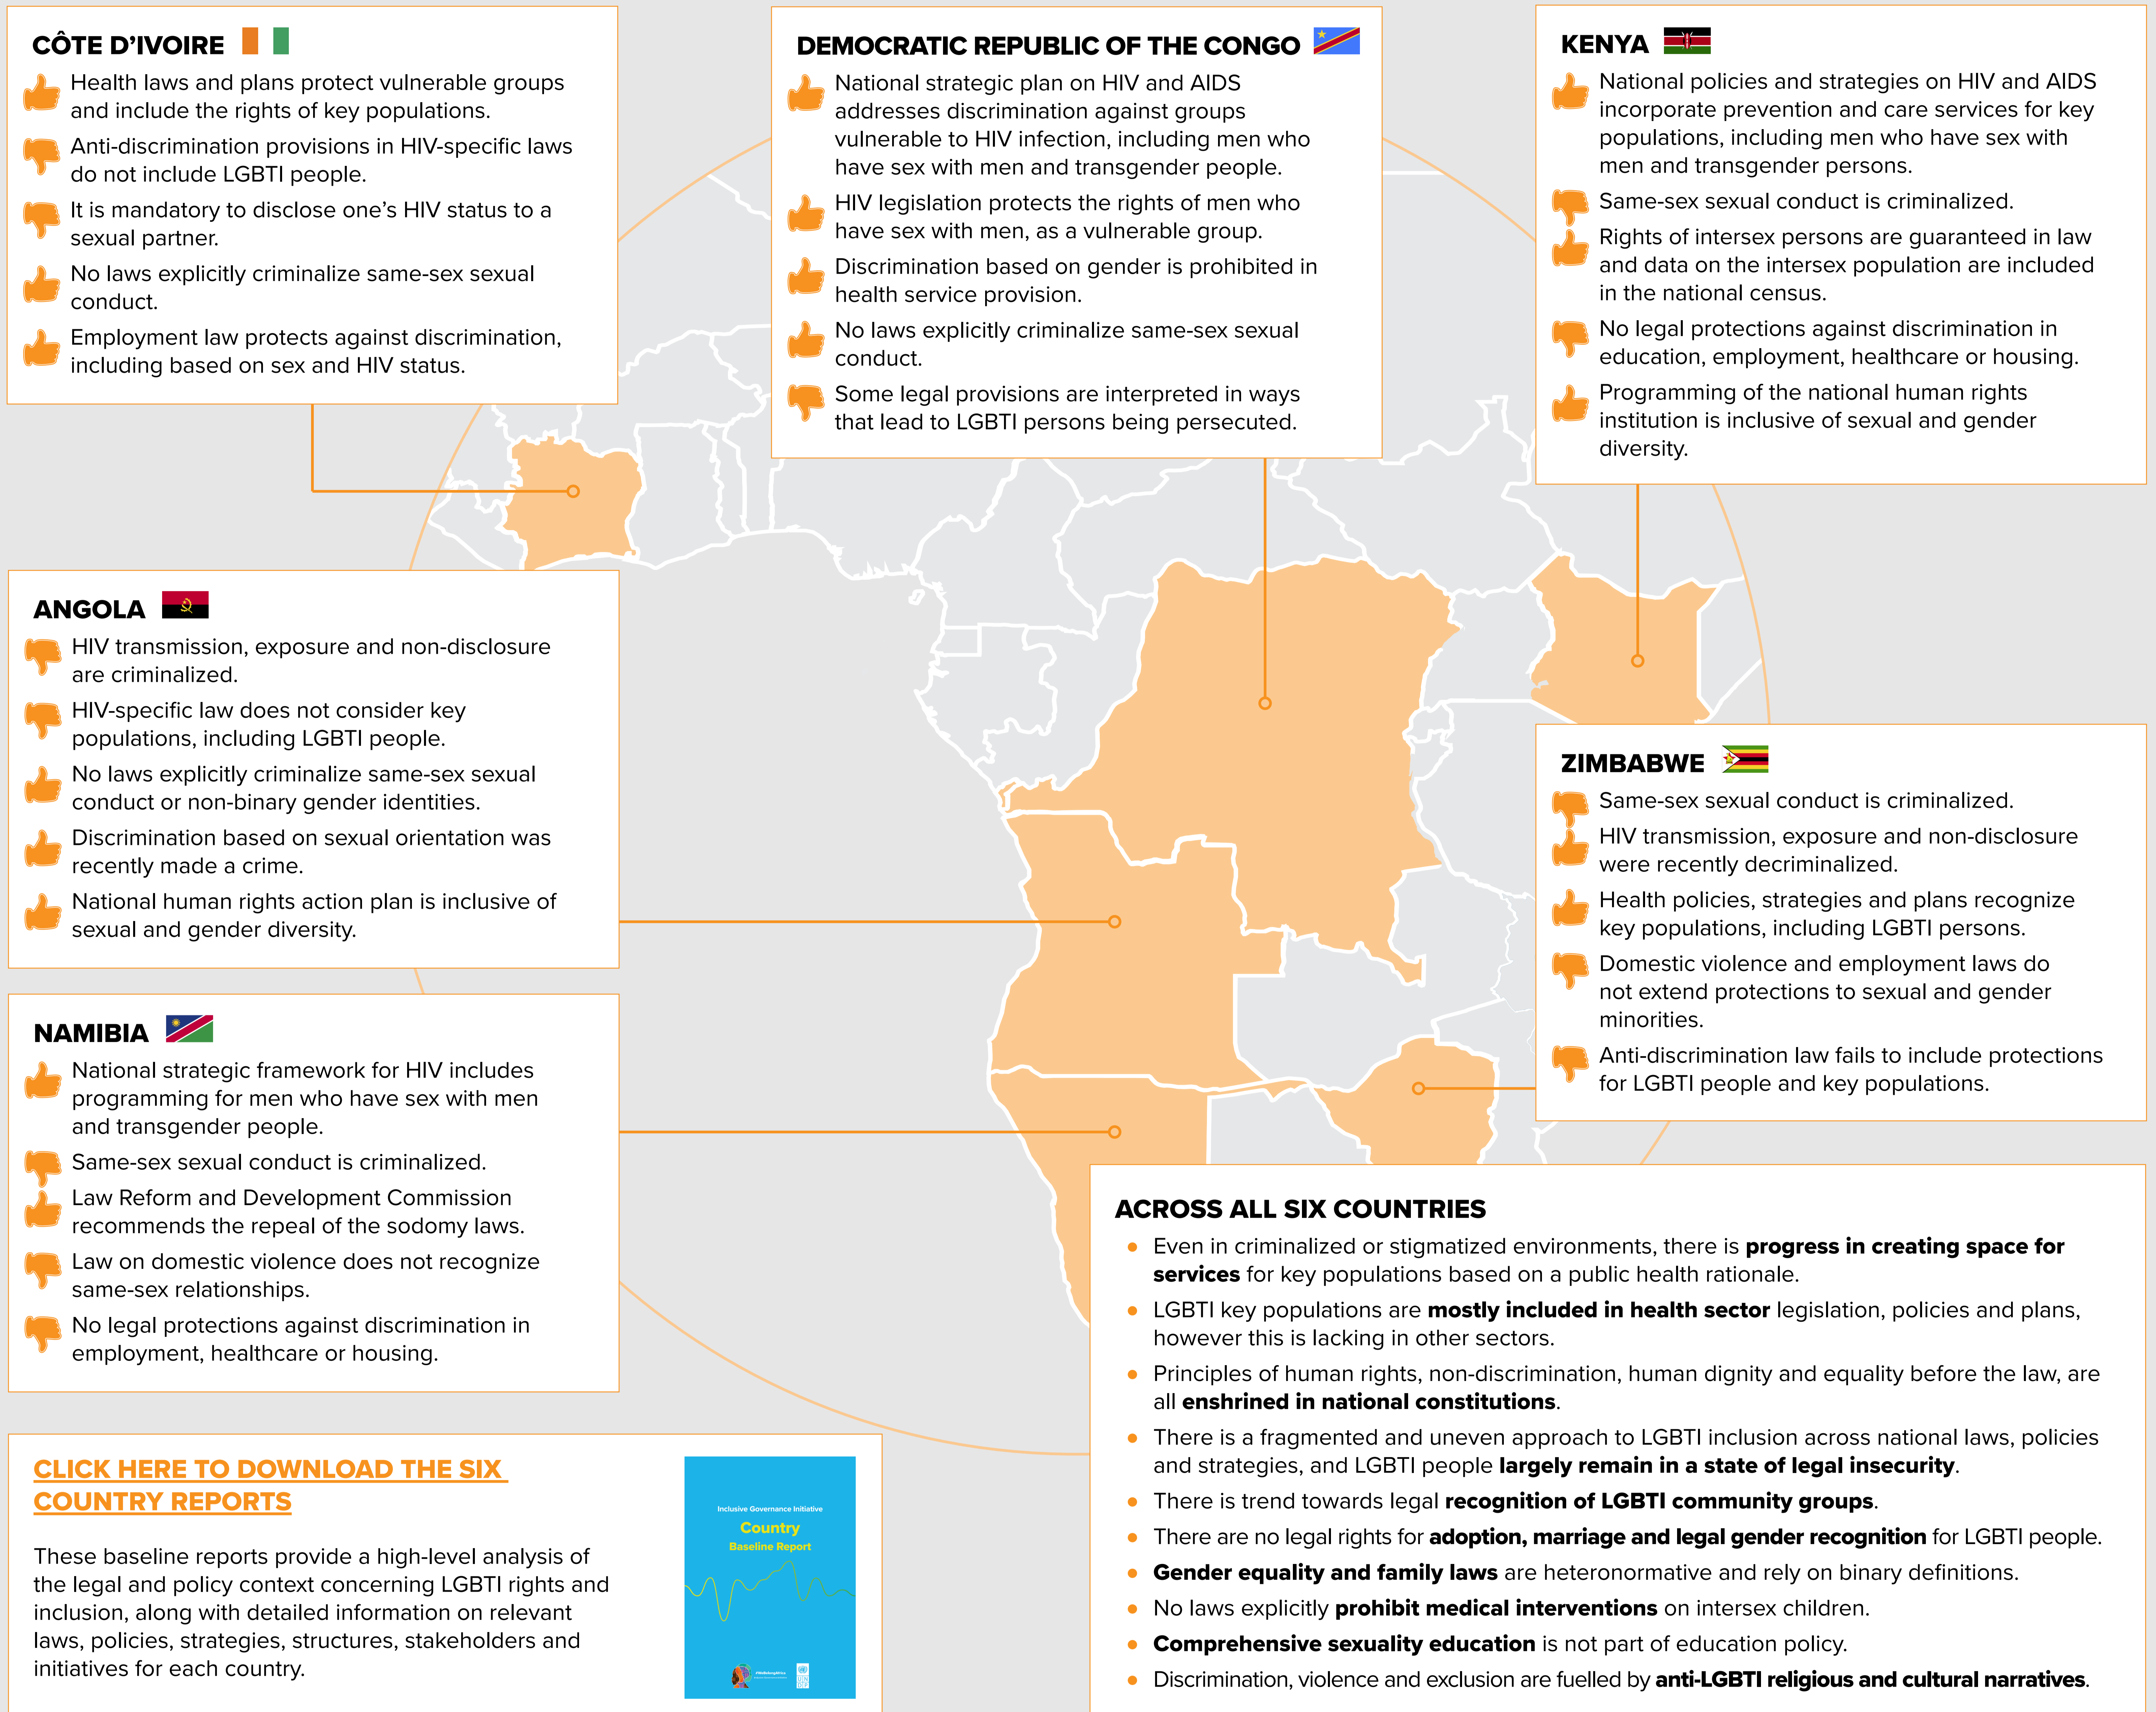 CÔTE D’IVOIRE
Health laws and plans protect vulnerable groups
and include the rights of key populations.
Anti-discrimination provisions in HIV-specific laws
do not include LGBTI people.
It is mandatory to disclose one’s HIV status to a
sexual partner.
No laws explicitly criminalize same-sex sexual
conduct.
Employment law protects against discrimination,
including based on sex and HIV status.
DEMOCRATIC REPUBLIC OF THE CONGO
National strategic plan on HIV and AIDS
addresses discrimination against groups
vulnerable to HIV infection, including men who
have sex with men and transgender people.
HIV legislation protects the rights of men who
have sex with men, as a vulnerable group.
Discrimination based on gender is prohibited in
health service provision.
No laws explicitly criminalize same-sex sexual
conduct.
Some legal provisions are interpreted in ways
that lead to LGBTI persons being persecuted.
KENYA
National policies and strategies on HIV and AIDS
incorporate prevention and care services for key
populations, including men who have sex with
men and transgender persons.
Same-sex sexual conduct is criminalized.
Rights of intersex persons are guaranteed in law
and data on the intersex population are included
in the national census.
No legal protections against discrimination in
education, employment, healthcare or housing.
Programming of the national human rights
institution is inclusive of sexual and gender
diversity.
ANGOLA
HIV transmission, exposure and non-disclosure
are criminalized.
HIV-specific law does not consider key
populations, including LGBTI people.
No laws explicitly criminalize same-sex sexual
conduct or non-binary gender identities.
Discrimination based on sexual orientation was
recently made a crime.
National human rights action plan is inclusive of
sexual and gender diversity.
ZIMBABWE
Same-sex sexual conduct is criminalized.
HIV transmission, exposure and non-disclosure
were recently decriminalized.
Health policies, strategies and plans recognize
key populations, including LGBTI persons.
Domestic violence and employment laws do
not extend protections to sexual and gender
minorities.
Anti-discrimination law fails to include protections
for LGBTI people and key populations.
NAMIBIA
National strategic framework for HIV includes
programming for men who have sex with men
and transgender people.
Same-sex sexual conduct is criminalized.
Law Reform and Development Commission
recommends the repeal of the sodomy laws.
Law on domestic violence does not recognize
same-sex relationships.
No legal protections against discrimination in
employment, healthcare or housing.
ACROSS ALL SIX COUNTRIES
Even in criminalized or stigmatized environments, there is progress in creating space for
services for key populations based on a public health rationale.
LGBTI key populations are mostly included in health sector legislation, policies and plans,
however this is lacking in other sectors.
Principles of human rights, non-discrimination, human dignity and equality before the law, are
all enshrined in national constitutions.
There is a fragmented and uneven approach to LGBTI inclusion across national laws, policies
and strategies, and LGBTI people largely remain in a state of legal insecurity.
There is trend towards legal recognition of LGBTI community groups.
There are no legal rights for adoption, marriage and legal gender recognition for LGBTI people.
Gender equality and family laws are heteronormative and rely on binary definitions.
No laws explicitly prohibit medical interventions on intersex children.
Comprehensive sexuality education is not part of education policy.
Discrimination, violence and exclusion are fuelled by anti-LGBTI religious and cultural narratives.
CLICK HERE TO DOWNLOAD THE SIX
COUNTRY REPORTS
These baseline reports provide a high-level analysis of
the legal and policy context concerning LGBTI rights and
inclusion, along with detailed information on relevant
laws, policies, strategies, structures, stakeholders and
initiatives for each country.
Inclusive Governance Initiative
Country
Baseline Report
#WeBelongAfrica